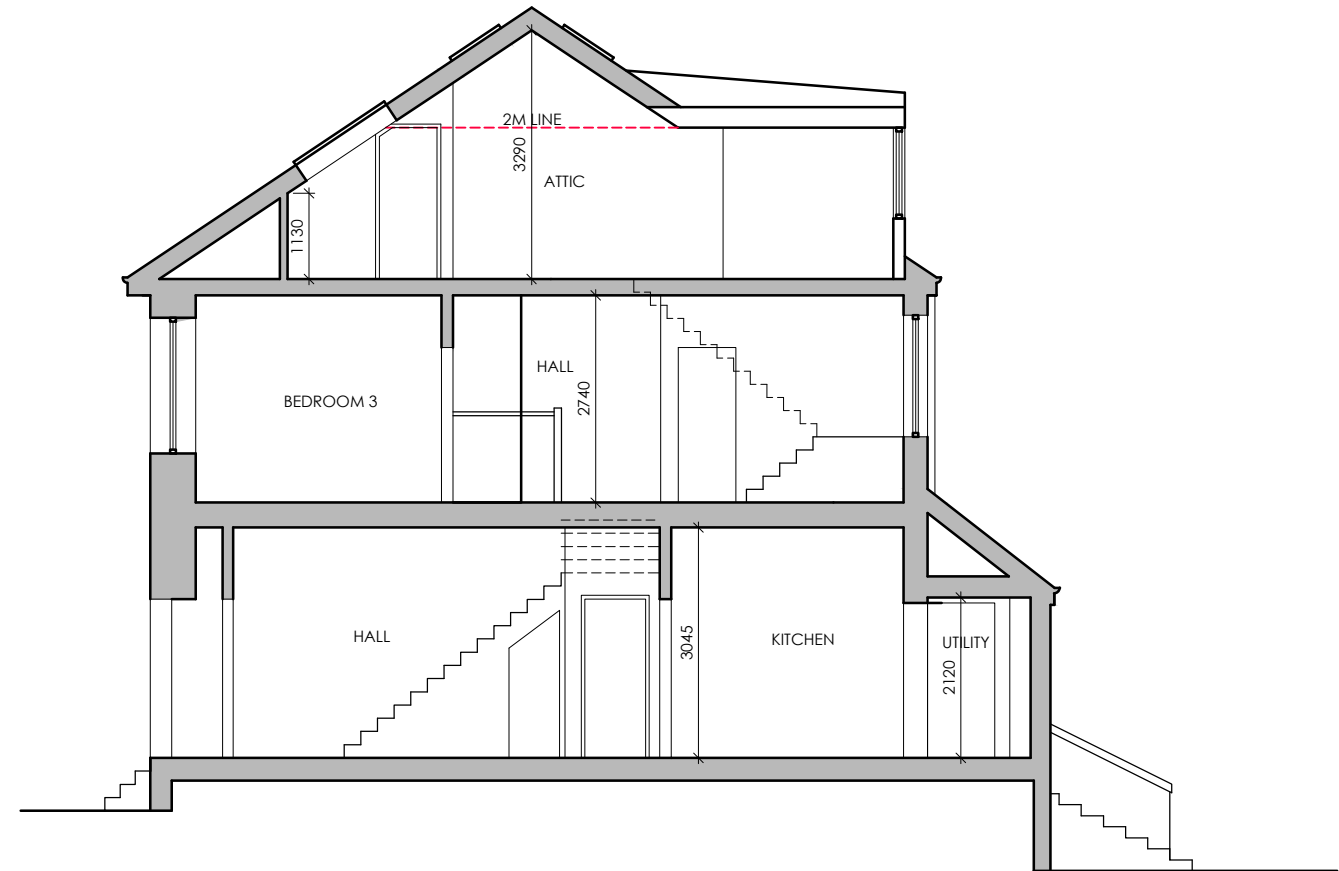 2M LINE
3290
ATTIC
1130
HALL
2740
BEDROOM 3
HALL
3045
KITCHEN
UTILITY
2120